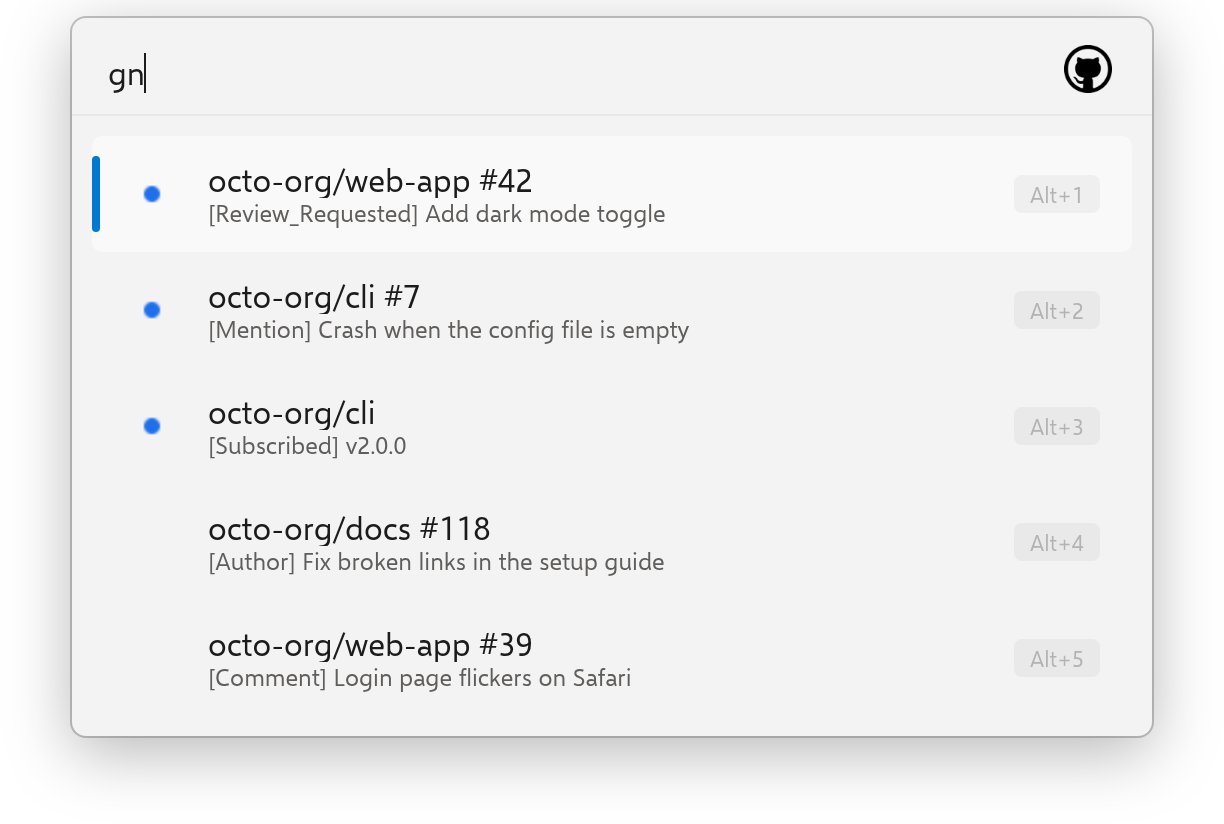 gn
octo-org/web-app #42
[Review_Requested] Add dark mode toggle
Alt+1
octo-org/cli #7
[Mention] Crash when the config file is empty
Alt+2
octo-org/cli
[Subscribed] v2.0.0
Alt+3
octo-org/docs #118
[Author] Fix broken links in the setup guide
Alt+4
octo-org/web-app #39
[Comment] Login page flickers on Safari
Alt+5